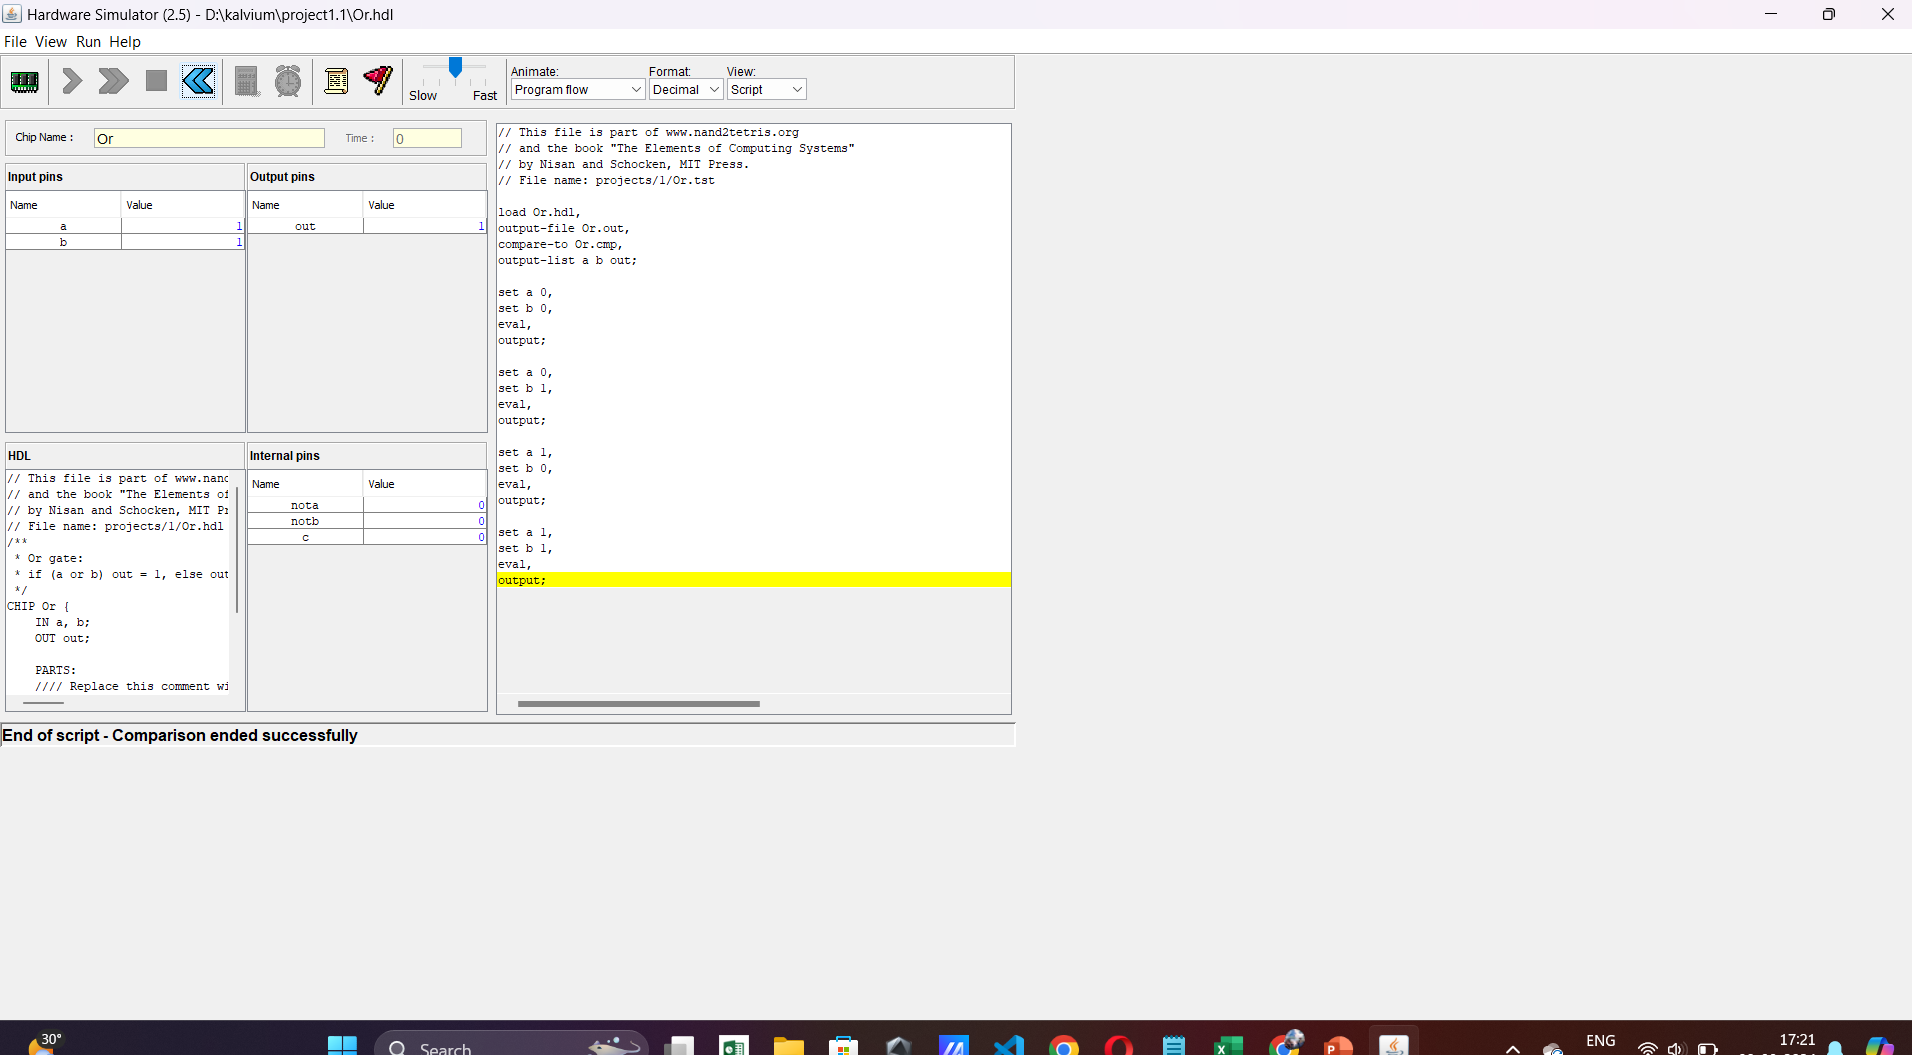 Hardware Simulator (2.5) - D:\kalvium\project1.1\Or.hdl
File View Run Help
Slow Fast
Animate: Format: View:
Program flow Decimal Script
Chip Name : Or Time : 0
Input pins
Name Value
a 1
b 1
Output pins
Name Value
out 1
HDL
// This file is part of www.nand
// and the book "The Elements of
// by Nisan and Schocken, MIT Pr
// File name: projects/1/Or.hdl
/**
* Or gate:
* if (a or b) out = 1, else out
*/
CHIP Or {
IN a, b;
OUT out;
PARTS:
//// Replace this comment wi
Internal pins
Name Value
nota 0
notb 0
c 0
// This file is part of www.nand2tetris.org
// and the book "The Elements of Computing Systems"
// by Nisan and Schocken, MIT Press.
// File name: projects/1/Or.tst
load Or.hdl,
output-file Or.out,
compare-to Or.cmp,
output-list a b out;
set a 0,
set b 0,
eval,
output;
set a 0,
set b 1,
eval,
output;
set a 1,
set b 0,
eval,
output;
set a 1,
set b 1,
eval,
output;
End of script - Comparison ended successfully
30°
Search
ENG
17:21